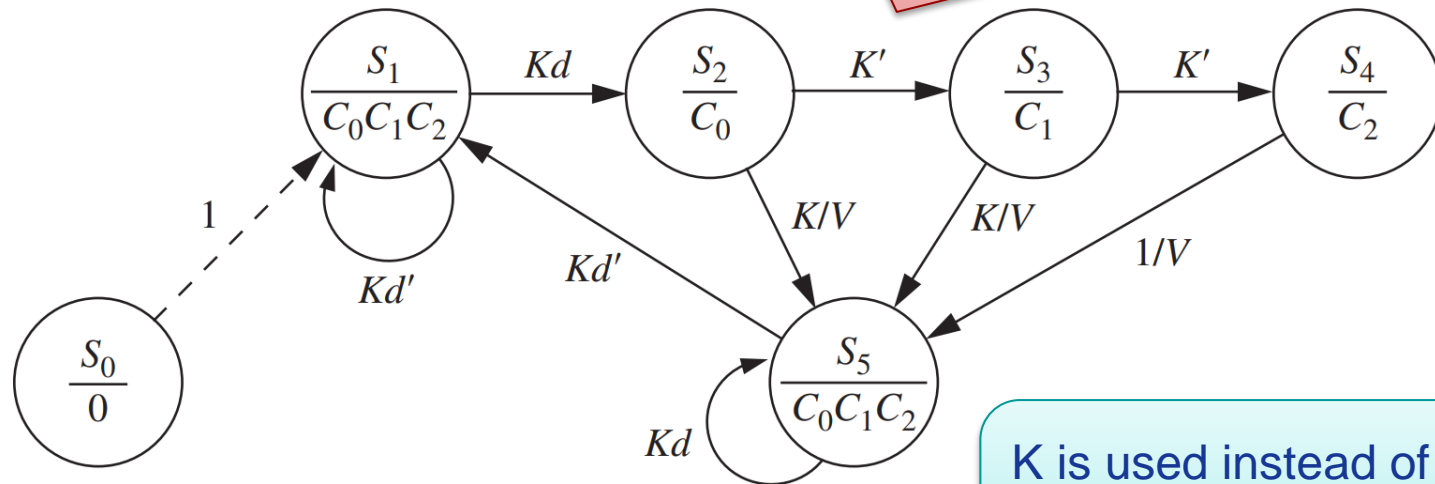 S₁
C₀C₁C₂
Kd
S₂
C₀
K′
S₃
C₁
K′
S₄
C₂
1
Kd′
Kd′
K/V
K/V
1/V
S₀
0
S₅
C₀C₁C₂
Kd
K is used instead of